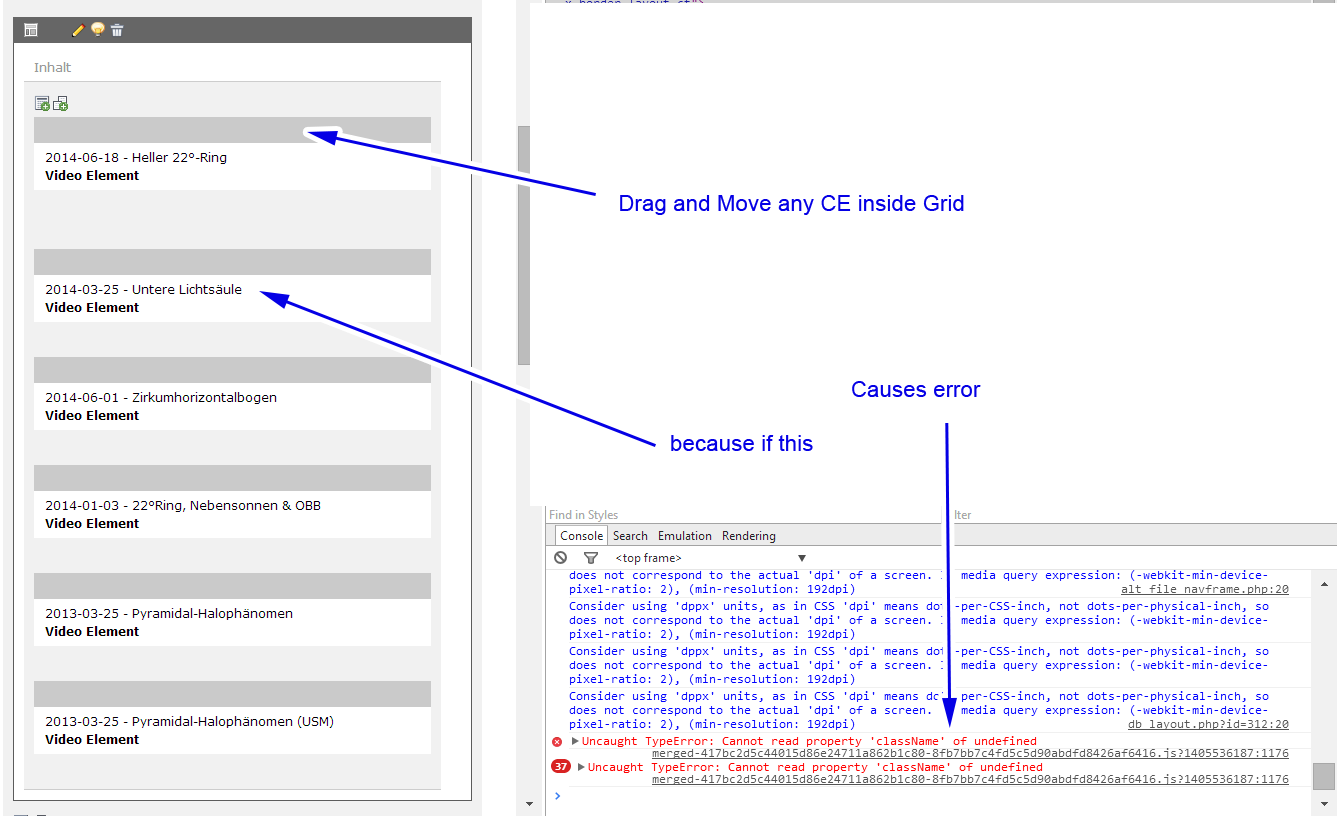 x-border-layout-ct">
Inhalt
2014-06-18 - Heller 22°-Ring
Video Element
2014-03-25 - Untere Lichtsäule
Video Element
2014-06-01 - Zirkumhorizontalbogen
Video Element
2014-01-03 - 22°Ring, Nebensonnen & OBB
Video Element
2013-03-25 - Pyramidal-Halophänomen
Video Element
2013-03-25 - Pyramidal-Halophänomen (USM)
Video Element
Drag and Move any CE inside Grid
because if this
Causes error
Find in Styles
lter
Console Search Emulation Rendering
<top frame>
does not correspond to the actual 'dpi' of a screen. media query expression: (-webkit-min-device-
pixel-ratio: 2), (min-resolution: 192dpi)
alt_file_navframe.php:20
Consider using 'dppx' units, as in CSS 'dpi' means dot -per-CSS-inch, not dots-per-physical-inch, so
does not correspond to the actual 'dpi' of a screen. media query expression: (-webkit-min-device-
pixel-ratio: 2), (min-resolution: 192dpi)
Consider using 'dppx' units, as in CSS 'dpi' means dot -per-CSS-inch, not dots-per-physical-inch, so
does not correspond to the actual 'dpi' of a screen. media query expression: (-webkit-min-device-
pixel-ratio: 2), (min-resolution: 192dpi)
Consider using 'dppx' units, as in CSS 'dpi' means do per-CSS-inch, not dots-per-physical-inch, so
does not correspond to the actual 'dpi' of a screen. media query expression: (-webkit-min-device-
pixel-ratio: 2), (min-resolution: 192dpi)
db_layout.php?id=312:20
Uncaught TypeError: Cannot read property 'className' of undefined
merged-417bc2d5c44015d86e24711a862b1c80-8fb7bb7c4fd5c5d90abdfd8426af6416.js?1405536187:1176
37 Uncaught TypeError: Cannot read property 'className' of undefined
merged-417bc2d5c44015d86e24711a862b1c80-8fb7bb7c4fd5c5d90abdfd8426af6416.js?1405536187:1176